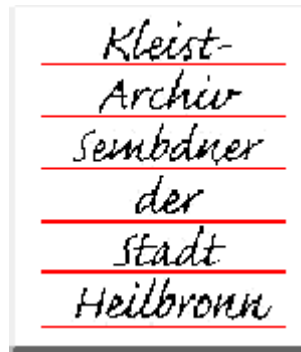 Kleist-
Archiv
Sembdner
der
Stadt
Heilbronn